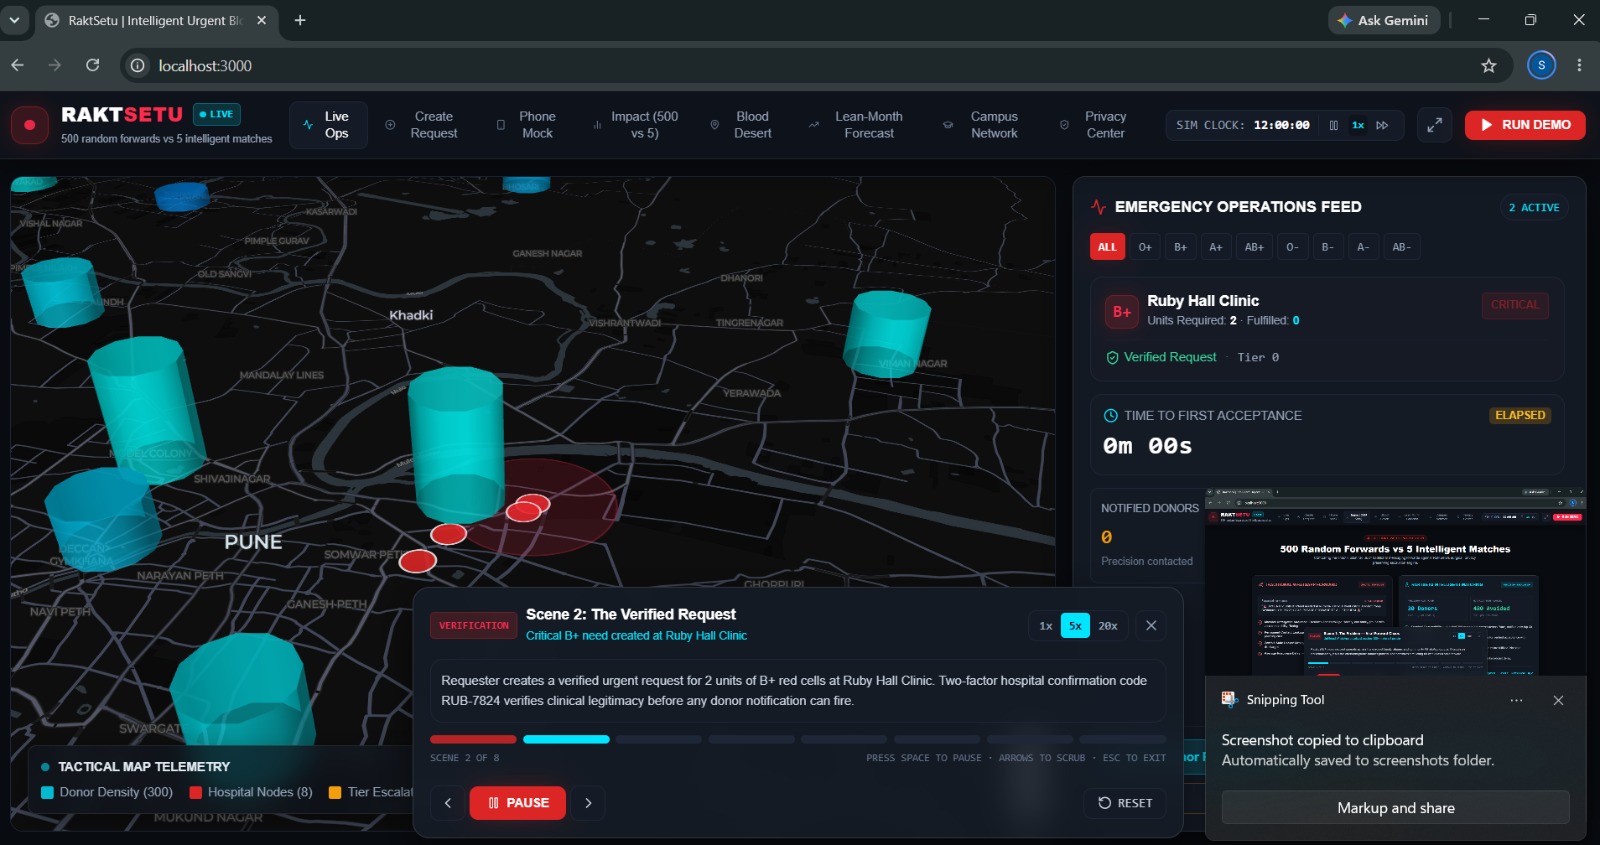 RaktSetu | Intelligent Urgent Bl
Ask Gemini
localhost:3000
S
RAKTSETU
LIVE
500 random forwards vs 5 intelligent matches
Live Ops
Create Request
Phone Mock
Impact (500 vs 5)
Blood Desert
Lean-Month Forecast
Campus Network
Privacy Center
SIM CLOCK: 12:00:00
1x
RUN DEMO
KASARWADI
VISHAL NAGAR
PIMPLE GURAV
GANESH NAGAR
OLD SANGVI
DHANORI
Khadki
VISHRANTWADI
TINGRENAGAR
VIMAN NAGAR
MANDALAY LINES
YERAWADA
SHIVAJINAGAR
PUNE
SOMWAR PETH
DECCAN GYMKHANA
NARAYAN PETH
GHORPURI
NAVI PETH
GANESH PETH
SWARGATE
MUKUND NAGAR
TACTICAL MAP TELEMETRY
Donor Density (300)
Hospital Nodes (8)
Tier Escalat
EMERGENCY OPERATIONS FEED
2 ACTIVE
ALL O+ B+ A+ AB+ O- B- A- AB-
B+
Ruby Hall Clinic
CRITICAL
Units Required: 2 · Fulfilled: 0
Verified Request · Tier 0
TIME TO FIRST ACCEPTANCE
ELAPSED
0m 00s
NOTIFIED DONORS
0
Precision contacted
VERIFICATION
Scene 2: The Verified Request
Critical B+ need created at Ruby Hall Clinic
1x 5x 20x
Requester creates a verified urgent request for 2 units of B+ red cells at Ruby Hall Clinic. Two-factor hospital confirmation code
RUB-7824 verifies clinical legitimacy before any donor notification can fire.
SCENE 2 OF 8
PRESS SPACE TO PAUSE · ARROWS TO SCRUB · ESC TO EXIT
PAUSE
RESET
500 Random Forwards vs 5 Intelligent Matches
Snipping Tool
Screenshot copied to clipboard
Automatically saved to screenshots folder.
Markup and share